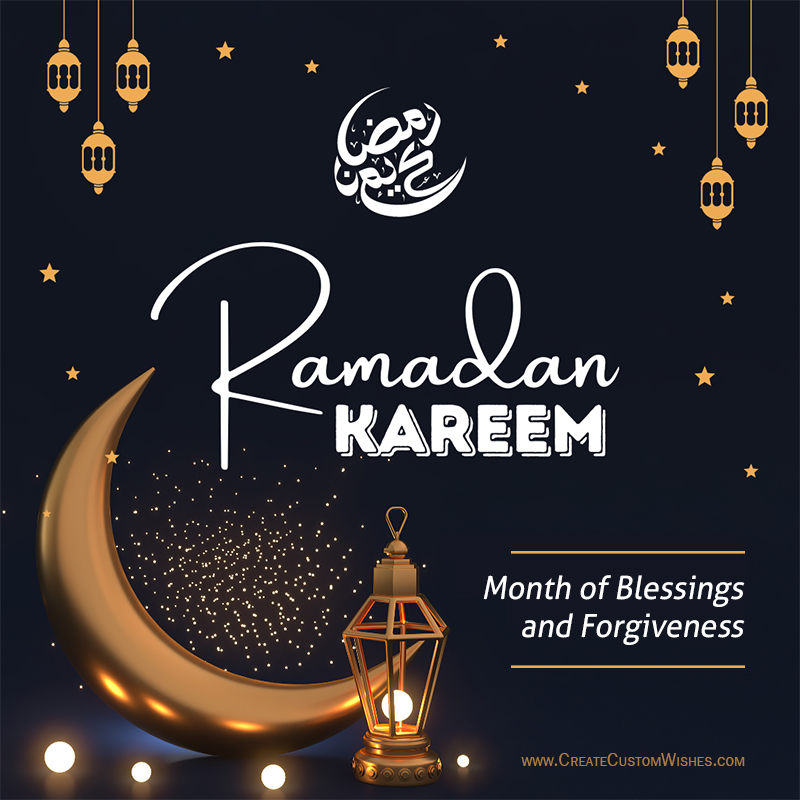 رمضان
كريم
Ramadan
KAREEM
Month of Blessings
and Forgiveness
www.CreateCustomWishes.com